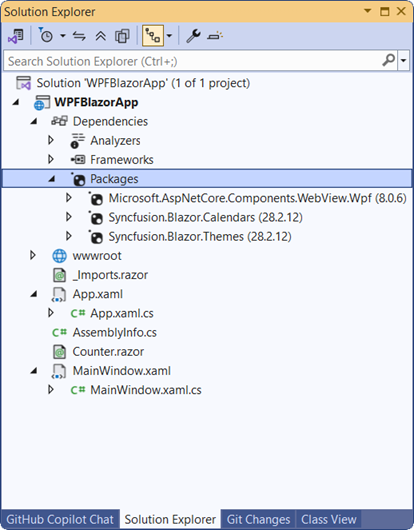 Solution Explorer
Search Solution Explorer (Ctrl+;)
Solution 'WPFBlazorApp' (1 of 1 project)
WPFBlazorApp
Dependencies
Analyzers
Frameworks
Packages
Microsoft.AspNetCore.Components.WebView.Wpf (8.0.6)
Syncfusion.Blazor.Calendars (28.2.12)
Syncfusion.Blazor.Themes (28.2.12)
wwwroot
_Imports.razor
App.xaml
C# App.xaml.cs
C# AssemblyInfo.cs
Counter.razor
MainWindow.xaml
C# MainWindow.xaml.cs
GitHub Copilot Chat Solution Explorer Git Changes Class View